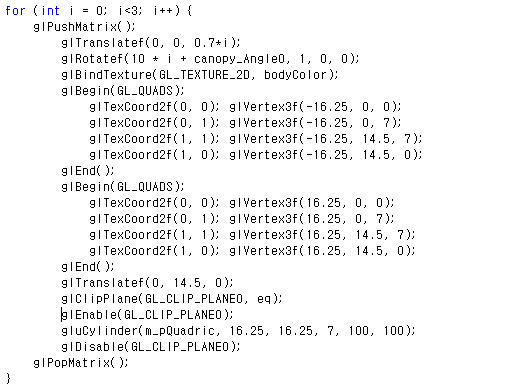 for (int i = 0; i<3; i++) {
glPushMatrix();
glTranslatef(0, 0, 0.7*i);
glRotatef(10 * i + canopy_Angle0, 1, 0, 0);
glBindTexture(GL_TEXTURE_2D, bodyColor);
glBegin(GL_QUADS);
glTexCoord2f(0, 0); glVertex3f(-16.25, 0, 0);
glTexCoord2f(0, 1); glVertex3f(-16.25, 0, 7);
glTexCoord2f(1, 1); glVertex3f(-16.25, 14.5, 7);
glTexCoord2f(1, 0); glVertex3f(-16.25, 14.5, 0);
glEnd();
glBegin(GL_QUADS);
glTexCoord2f(0, 0); glVertex3f(16.25, 0, 0);
glTexCoord2f(0, 1); glVertex3f(16.25, 0, 7);
glTexCoord2f(1, 1); glVertex3f(16.25, 14.5, 7);
glTexCoord2f(1, 0); glVertex3f(16.25, 14.5, 0);
glEnd();
glTranslatef(0, 14.5, 0);
glClipPlane(GL_CLIP_PLANE0, eq);
glEnable(GL_CLIP_PLANE0);
gluCylinder(m_pQuadric, 16.25, 16.25, 7, 100, 100);
glDisable(GL_CLIP_PLANE0);
glPopMatrix();
}